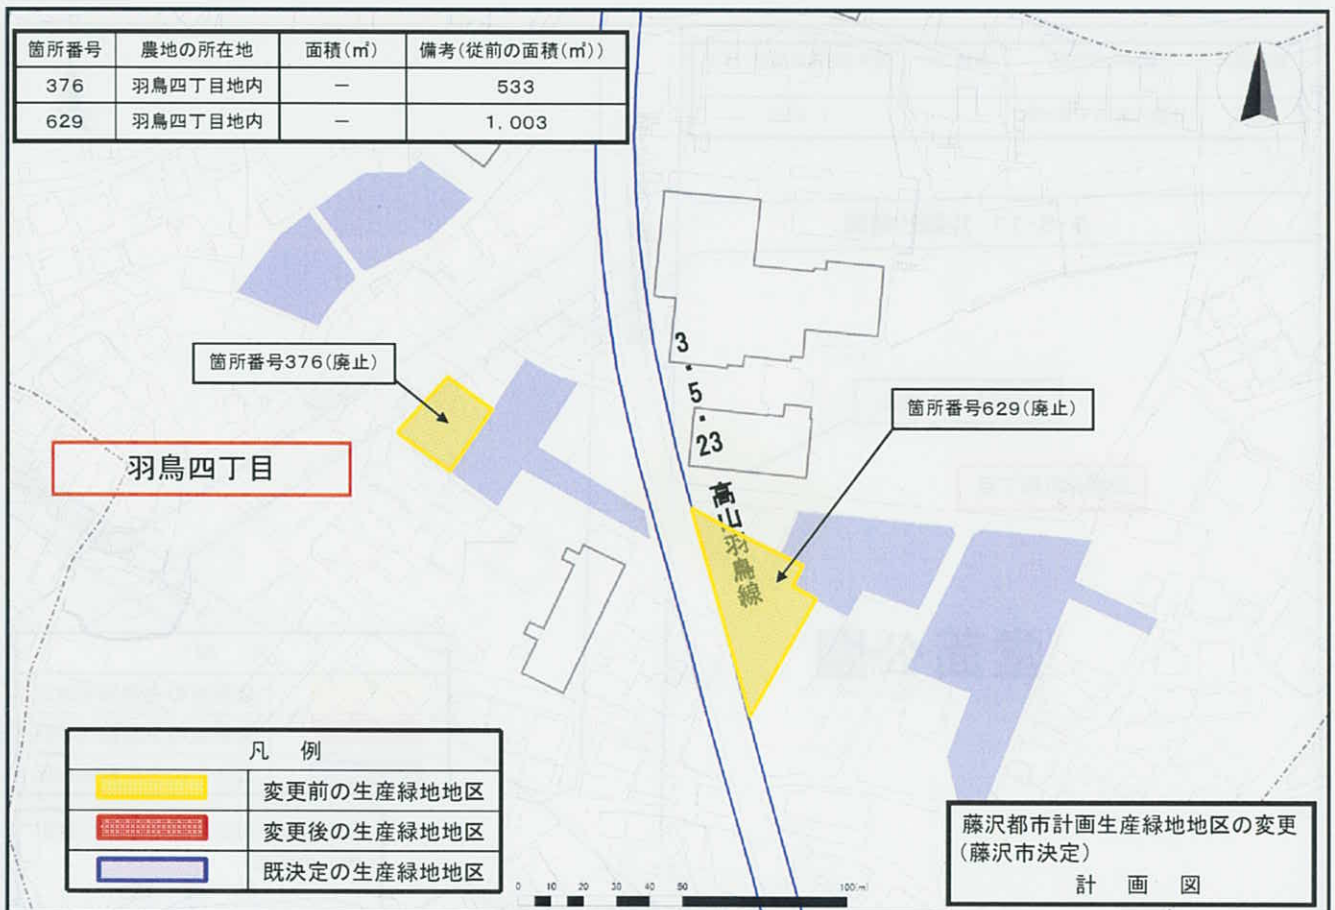 箇所番号 農地の所在地 面積(㎡) 備考(従前の面積(㎡))
376 羽鳥四丁目地内 － 533
629 羽鳥四丁目地内 － 1,003
箇所番号376(廃止)
箇所番号629(廃止)
羽鳥四丁目
3・5・23 高山羽鳥線
凡 例
変更前の生産緑地地区
変更後の生産緑地地区
既決定の生産緑地地区
藤沢都市計画生産緑地地区の変更
(藤沢市決定)
計 画 図
0 10 20 30 40 50 100(m)